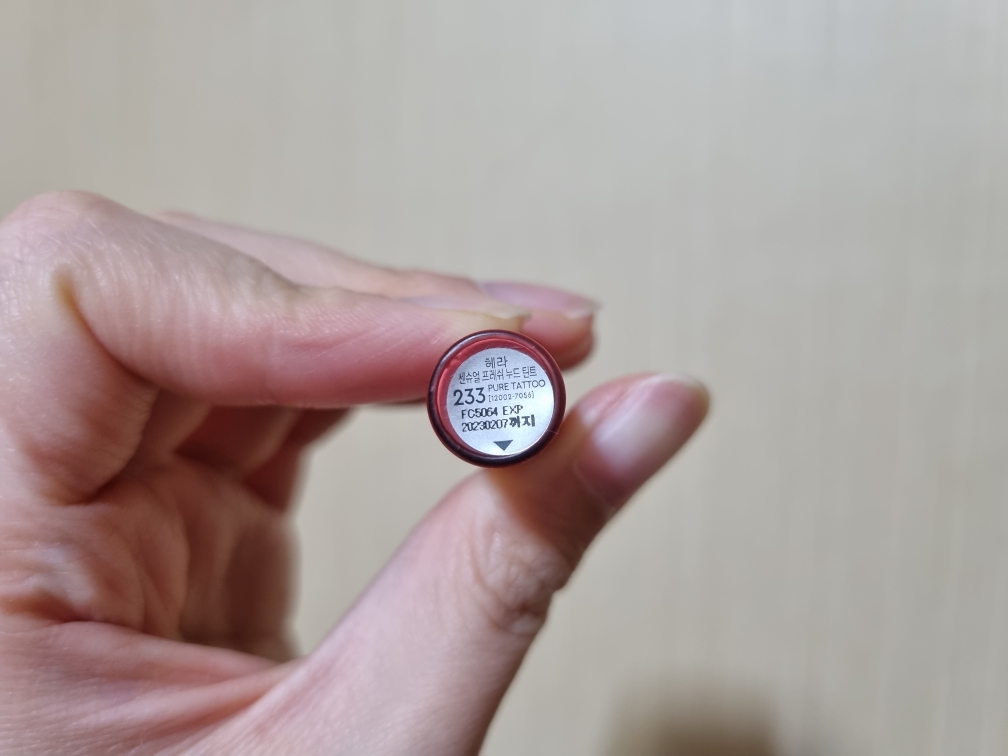 헤라
센슈얼 프레쉬 누드 틴트
233 PURE TATTOO
[12002-7056]
FC5064 EXP
20230207까지